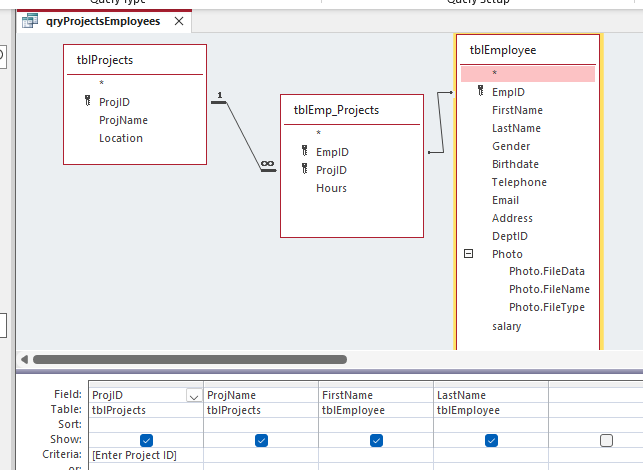 Query Type
Query Setup
qryProjectsEmployees
tblProjects
*
ProjID
ProjName
Location
1
∞
tblEmp_Projects
*
EmpID
ProjID
Hours
tblEmployee
*
EmpID
FirstName
LastName
Gender
Birthdate
Telephone
Email
Address
DeptID
Photo
Photo.FileData
Photo.FileName
Photo.FileType
salary
Field: ProjID ProjName FirstName LastName
Table: tblProjects tblProjects tblEmployee tblEmployee
Sort:
Show:
Criteria: [Enter Project ID]
or: